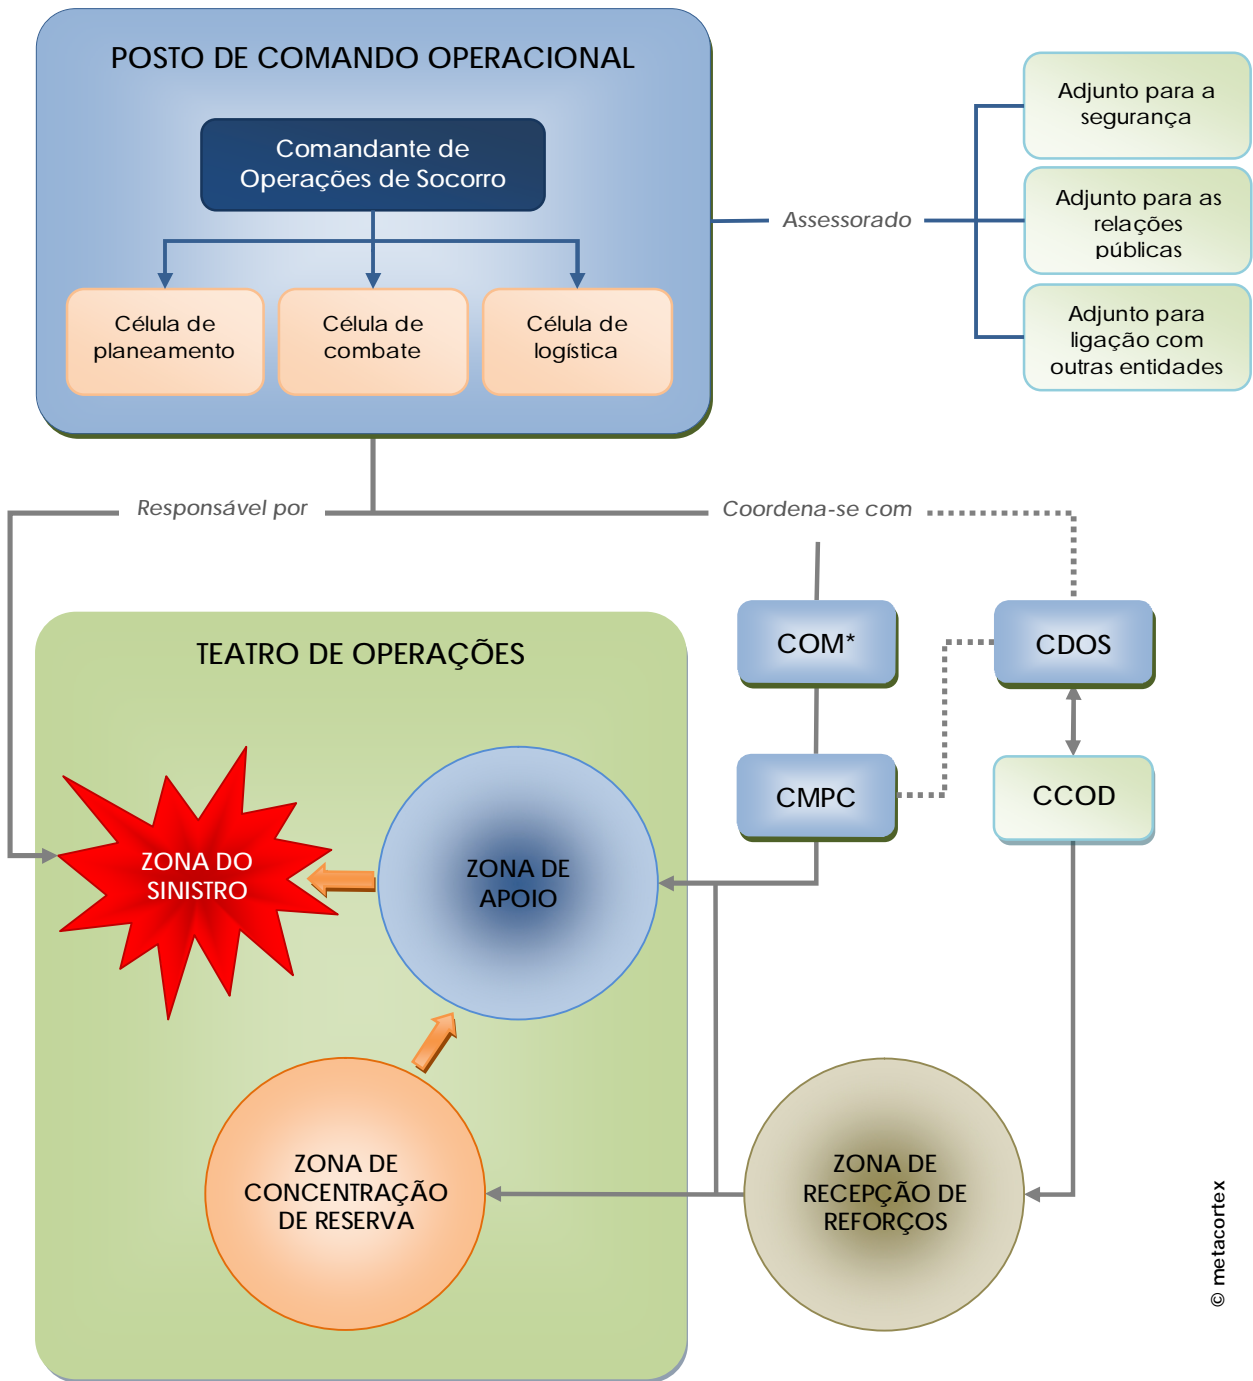 POSTO DE COMANDO OPERACIONAL
Comandante de
Operações de Socorro
Célula de
planeamento
Célula de
combate
Célula de
logística
Assessorado
Adjunto para a
segurança
Adjunto para as
relações
públicas
Adjunto para
ligação com
outras entidades
Responsável por
Coordena-se com
TEATRO DE OPERAÇÕES
COM*
CDOS
CMPC
CCOD
ZONA DO
SINISTRO
ZONA DE
APOIO
ZONA DE
CONCENTRAÇÃO
DE RESERVA
ZONA DE
RECEPÇÃO DE
REFORÇOS
© metacortex